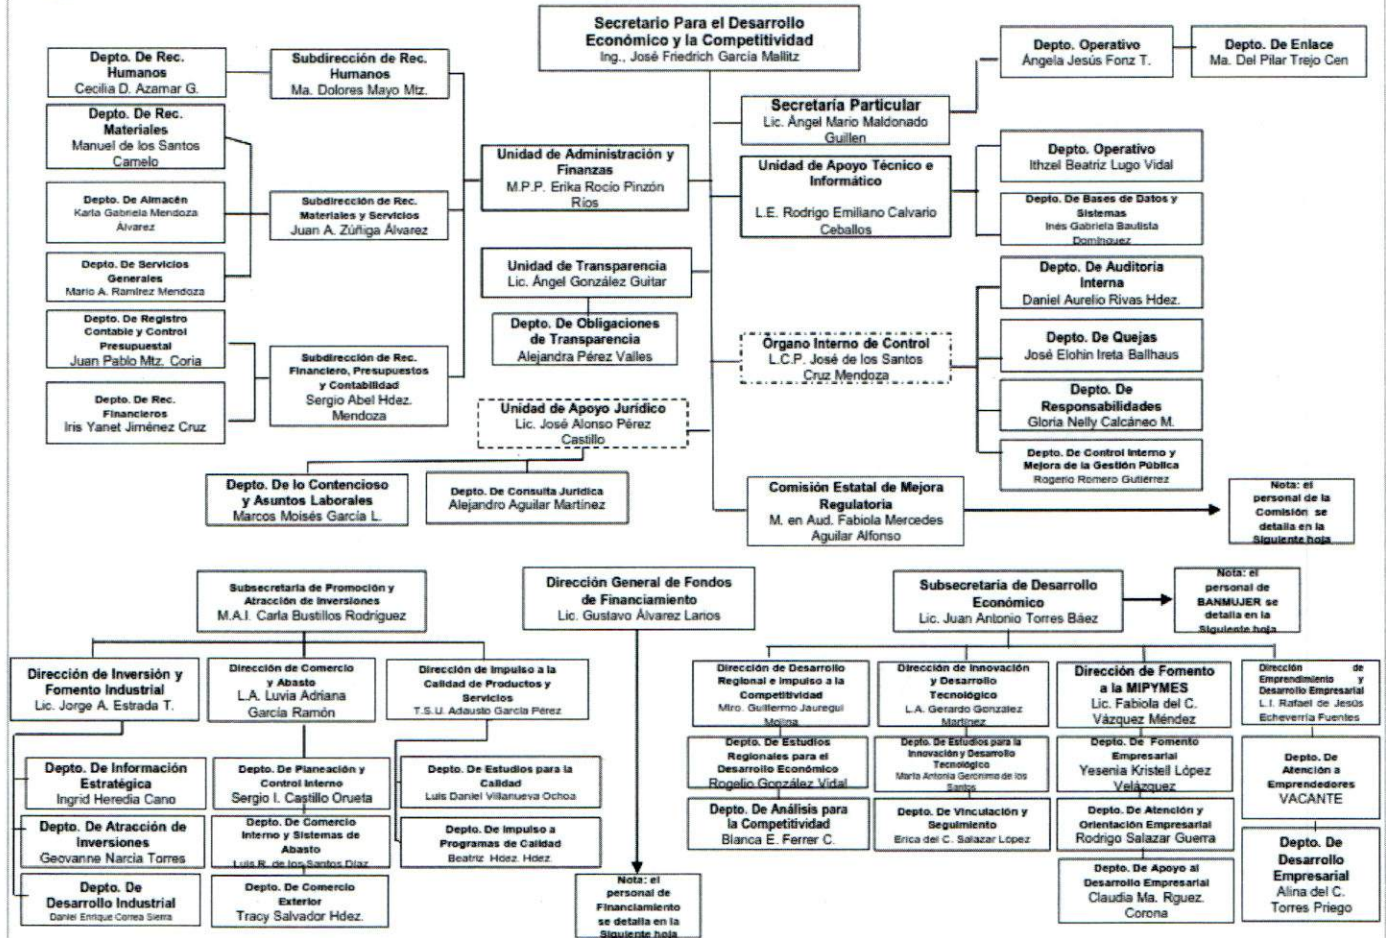 Secretario Para el Desarrollo
Económico y la Competitividad
Ing., José Friedrich García Mallitz
Depto. De Rec.
Humanos
Cecilia D. Azamar G.
Subdirección de Rec.
Humanos
Ma. Dolores Mayo Mtz.
Depto. Operativo
Ángela Jesús Fonz T.
Depto. De Enlace
Ma. Del Pilar Trejo Cen
Secretaría Particular
Lic. Ángel Mario Maldonado
Guillen
Depto. De Rec.
Materiales
Manuel de los Santos
Camelo
Unidad de Administración y
Finanzas
M.P.P. Erika Rocío Pinzón
Ríos
Unidad de Apoyo Técnico e
Informático
L.E. Rodrigo Emiliano Calvario
Ceballos
Depto. Operativo
Ithzel Beatriz Lugo Vidal
Depto. De Almacén
Karla Gabriela Mendoza
Álvarez
Subdirección de Rec.
Materiales y Servicios
Juan A. Zúñiga Álvarez
Depto. De Bases de Datos y
Sistemas
Inés Gabriela Bautista
Domínguez
Depto. De Servicios
Generales
Mario A. Ramírez Mendoza
Unidad de Transparencia
Lic. Ángel González Guitar
Depto. De Auditoria
Interna
Daniel Aurelio Rivas Hdez.
Depto. De Registro
Contable y Control
Presupuestal
Juan Pablo Mtz. Coria
Depto. De Obligaciones
de Transparencia
Alejandra Pérez Valles
Órgano Interno de Control
L.C.P. José de los Santos
Cruz Mendoza
Depto. De Quejas
José Elohin Ireta Ballhaus
Subdirección de Rec.
Financiero, Presupuestos
y Contabilidad
Sergio Abel Hdez.
Mendoza
Depto. De Rec.
Financieros
Iris Yanet Jiménez Cruz
Unidad de Apoyo Jurídico
Lic. José Alonso Pérez
Castillo
Depto. De
Responsabilidades
Gloria Nelly Calcáneo M.
Depto. De Control Interno y
Mejora de la Gestión Pública
Rogerio Romero Gutiérrez
Depto. De lo Contencioso
y Asuntos Laborales
Marcos Moisés García L.
Depto. De Consulta Jurídica
Alejandro Aguilar Martínez
Comisión Estatal de Mejora
Regulatoria
M. en Aud. Fabiola Mercedes
Aguilar Alfonso
Nota: el
personal de la
Comisión se
detalla en la
Siguiente hoja
Subsecretaria de Promoción y
Atracción de Inversiones
M.A.I. Carla Bustillos Rodríguez
Dirección General de Fondos
de Financiamiento
Lic. Gustavo Álvarez Larios
Subsecretaria de Desarrollo
Económico
Lic. Juan Antonio Torres Báez
Nota: el
personal de
BANMUJER se
detalla en la
Siguiente hoja
Dirección de Inversión y
Fomento Industrial
Lic. Jorge A. Estrada T.
Dirección de Comercio
y Abasto
L.A. Luvia Adriana
García Ramón
Dirección de Impulso a la
Calidad de Productos y
Servicios
T.S.U. Adausto García Pérez
Dirección de Desarrollo
Regional e Impulso a la
Competitividad
Mtro. Guillermo Jauregui
Molina
Dirección de Innovación
y Desarrollo
Tecnológico
L.A. Gerardo González
Martínez
Dirección de Fomento
a la MIPYMES
Lic. Fabiola del C.
Vázquez Méndez
Dirección de
Emprendimiento y
Desarrollo Empresarial
L.I. Rafael de Jesús
Echeverría Fuentes
Depto. De Información
Estratégica
Ingrid Heredia Cano
Depto. De Planeación y
Control Interno
Sergio I. Castillo Orueta
Depto. De Estudios para la
Calidad
Luis Daniel Villanueva Ochoa
Depto. De Estudios
Regionales para el
Desarrollo Económico
Rogelio González Vidal
Depto. De Estudios para la
Innovación y Desarrollo
Tecnológico
María Antonia Geronimo de los
Santos
Depto. De Fomento
Empresarial
Yesenia Kristell López
Velázquez
Depto. De
Atención a
Emprendedores
VACANTE
Depto. De Atracción de
Inversiones
Geovanne Narcía Torres
Depto. De Comercio
Interno y Sistemas de
Abasto
Luis R. de los Santos Díaz
Depto. De Impulso a
Programas de Calidad
Beatriz Hdez. Hdez.
Depto. De Análisis para
la Competitividad
Blanca E. Ferrer C.
Depto. De Vinculación y
Seguimiento
Erica del C. Salazar López
Depto. De Atención y
Orientación Empresarial
Rodrigo Salazar Guerra
Depto. De
Desarrollo
Empresarial
Alina del C.
Torres Priego
Depto. De
Desarrollo Industrial
Daniel Enrique Correa Sierra
Depto. De Comercio
Exterior
Tracy Salvador Hdez.
Nota: el
personal de
Financiamiento
se detalla en la
Siguiente hoja
Depto. De Apoyo al
Desarrollo Empresarial
Claudia Ma. Rguez.
Corona